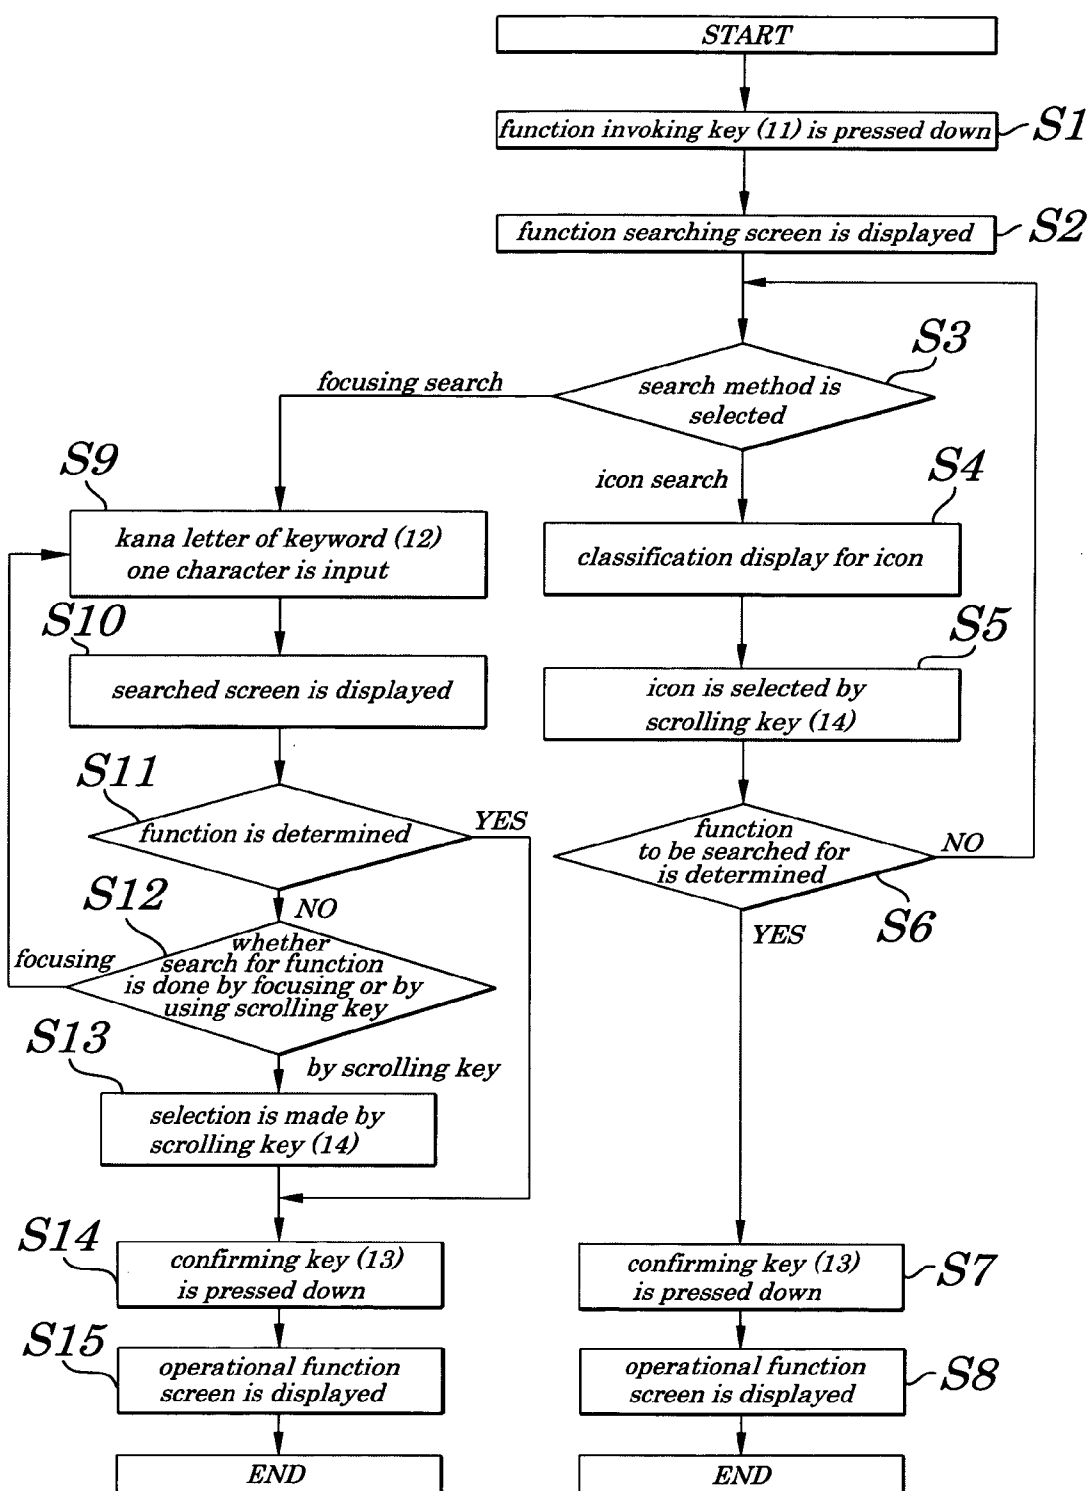 START
function invoking key (11) is pressed down
S1
function searching screen is displayed
S2
S3
search method is
selected
focusing search
icon search
S9
kana letter of keyword (12)
one character is input
S4
classification display for icon
S10
searched screen is displayed
S5
icon is selected by
scrolling key (14)
S11
function is determined
YES
function
to be searched for
is determined
NO
S6
YES
S12
NO
whether
search for function
is done by focusing or by
using scrolling key
focusing
by scrolling key
S13
selection is made by
scrolling key (14)
S14
confirming key (13)
is pressed down
confirming key (13)
is pressed down
S7
S15
operational function
screen is displayed
operational function
screen is displayed
S8
END
END